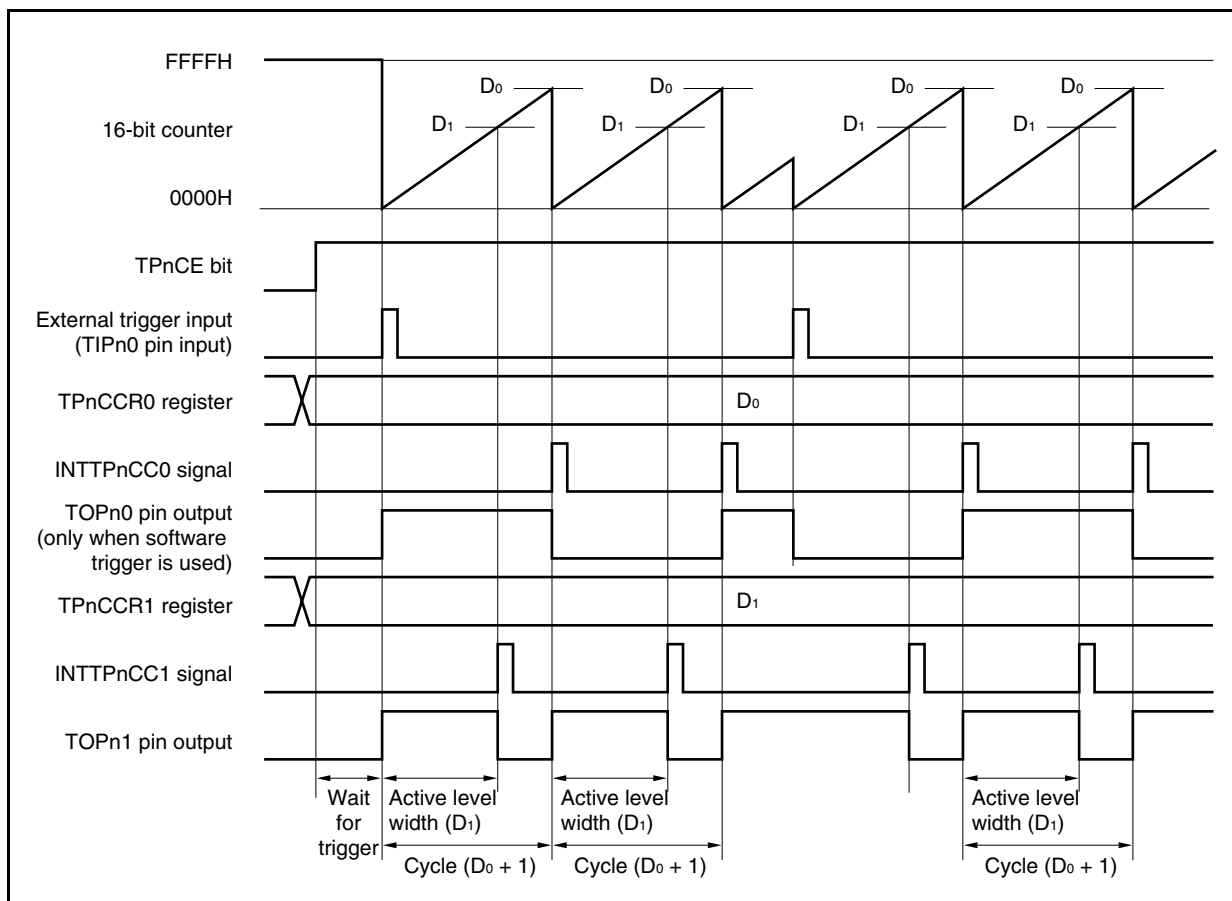 FFFFH
D0
D0
D0
D0
16-bit counter
D1
D1
D1
D1
0000H
TPnCE bit
External trigger input
(TIPn0 pin input)
TPnCCR0 register
D0
INTTPnCC0 signal
TOPn0 pin output
(only when software
trigger is used)
TPnCCR1 register
D1
INTTPnCC1 signal
TOPn1 pin output
Wait
for
trigger
Active level
width (D1)
Cycle (D0 + 1)
Active level
width (D1)
Cycle (D0 + 1)
Active level
width (D1)
Cycle (D0 + 1)